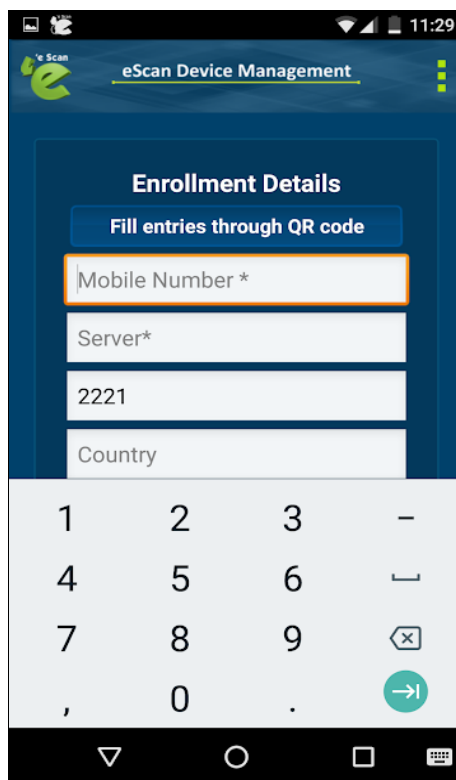 11:29
e Scan
eScan Device Management
Enrollment Details
Fill entries through QR code
Mobile Number *
Server*
2221
Country
1 2 3 –
4 5 6
7 8 9
, 0 .